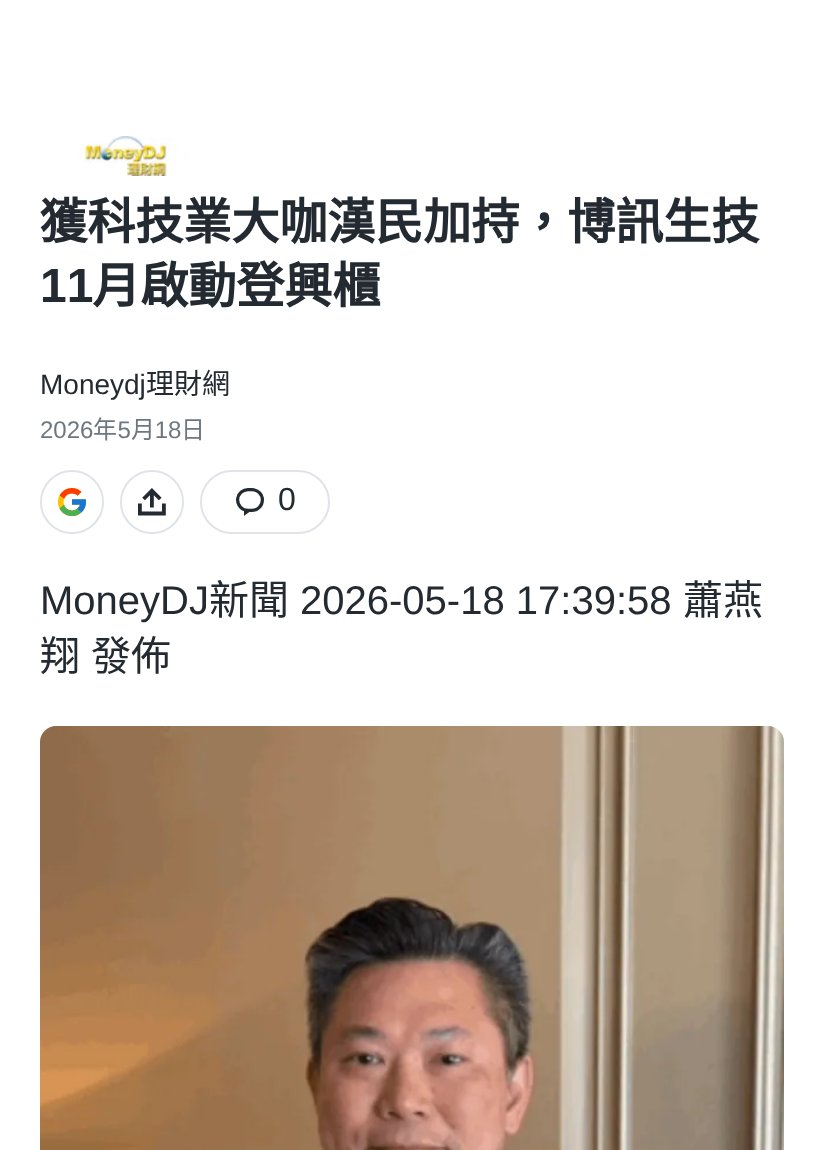 MoneyDJ
理財網
獲科技業大咖漢民加持，博訊生技
11月啟動登興櫃
Moneydj理財網
2026年5月18日
0
MoneyDJ新聞 2026-05-18 17:39:58 蕭燕
翔 發佈